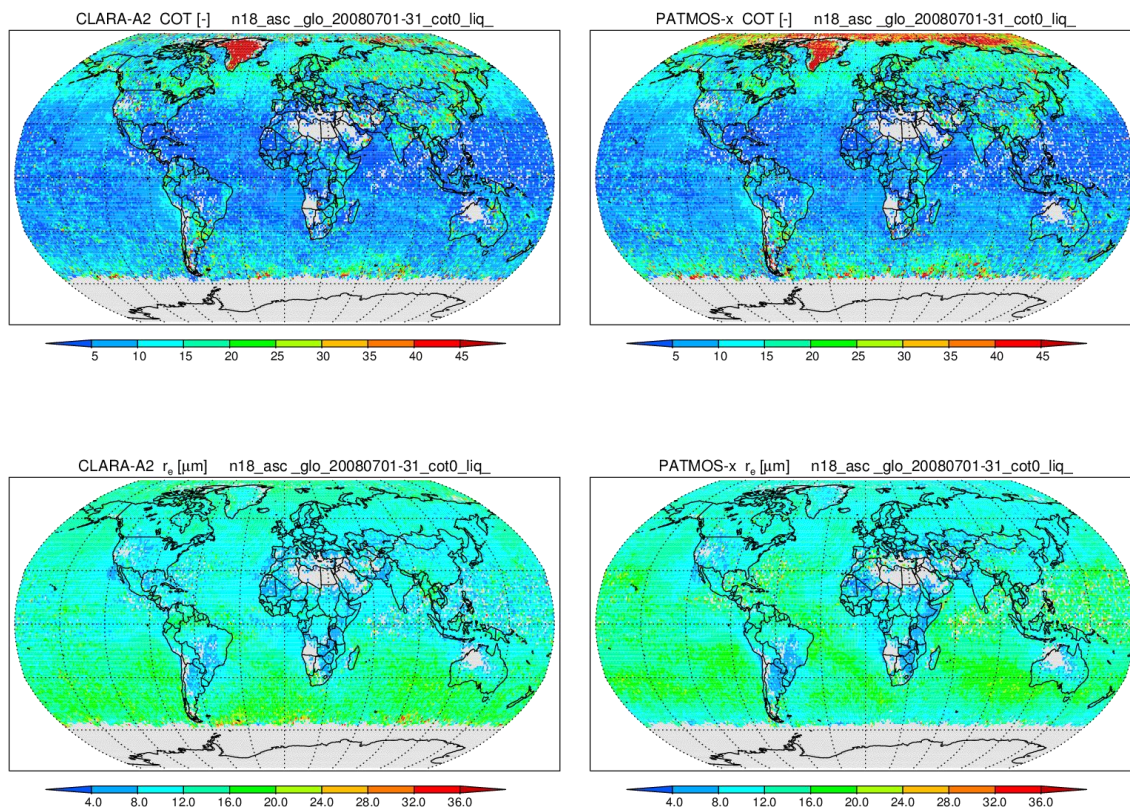 CLARA-A2 COT [-] n18_asc _glo_20080701-31_cot0_liq_
PATMOS-x COT [-] n18_asc _glo_20080701-31_cot0_liq_
5 10 15 20 25 30 35 40 45
5 10 15 20 25 30 35 40 45
CLARA-A2 re [µm] n18_asc _glo_20080701-31_cot0_liq_
PATMOS-x re [µm] n18_asc _glo_20080701-31_cot0_liq_
4.0 8.0 12.0 16.0 20.0 24.0 28.0 32.0 36.0
4.0 8.0 12.0 16.0 20.0 24.0 28.0 32.0 36.0